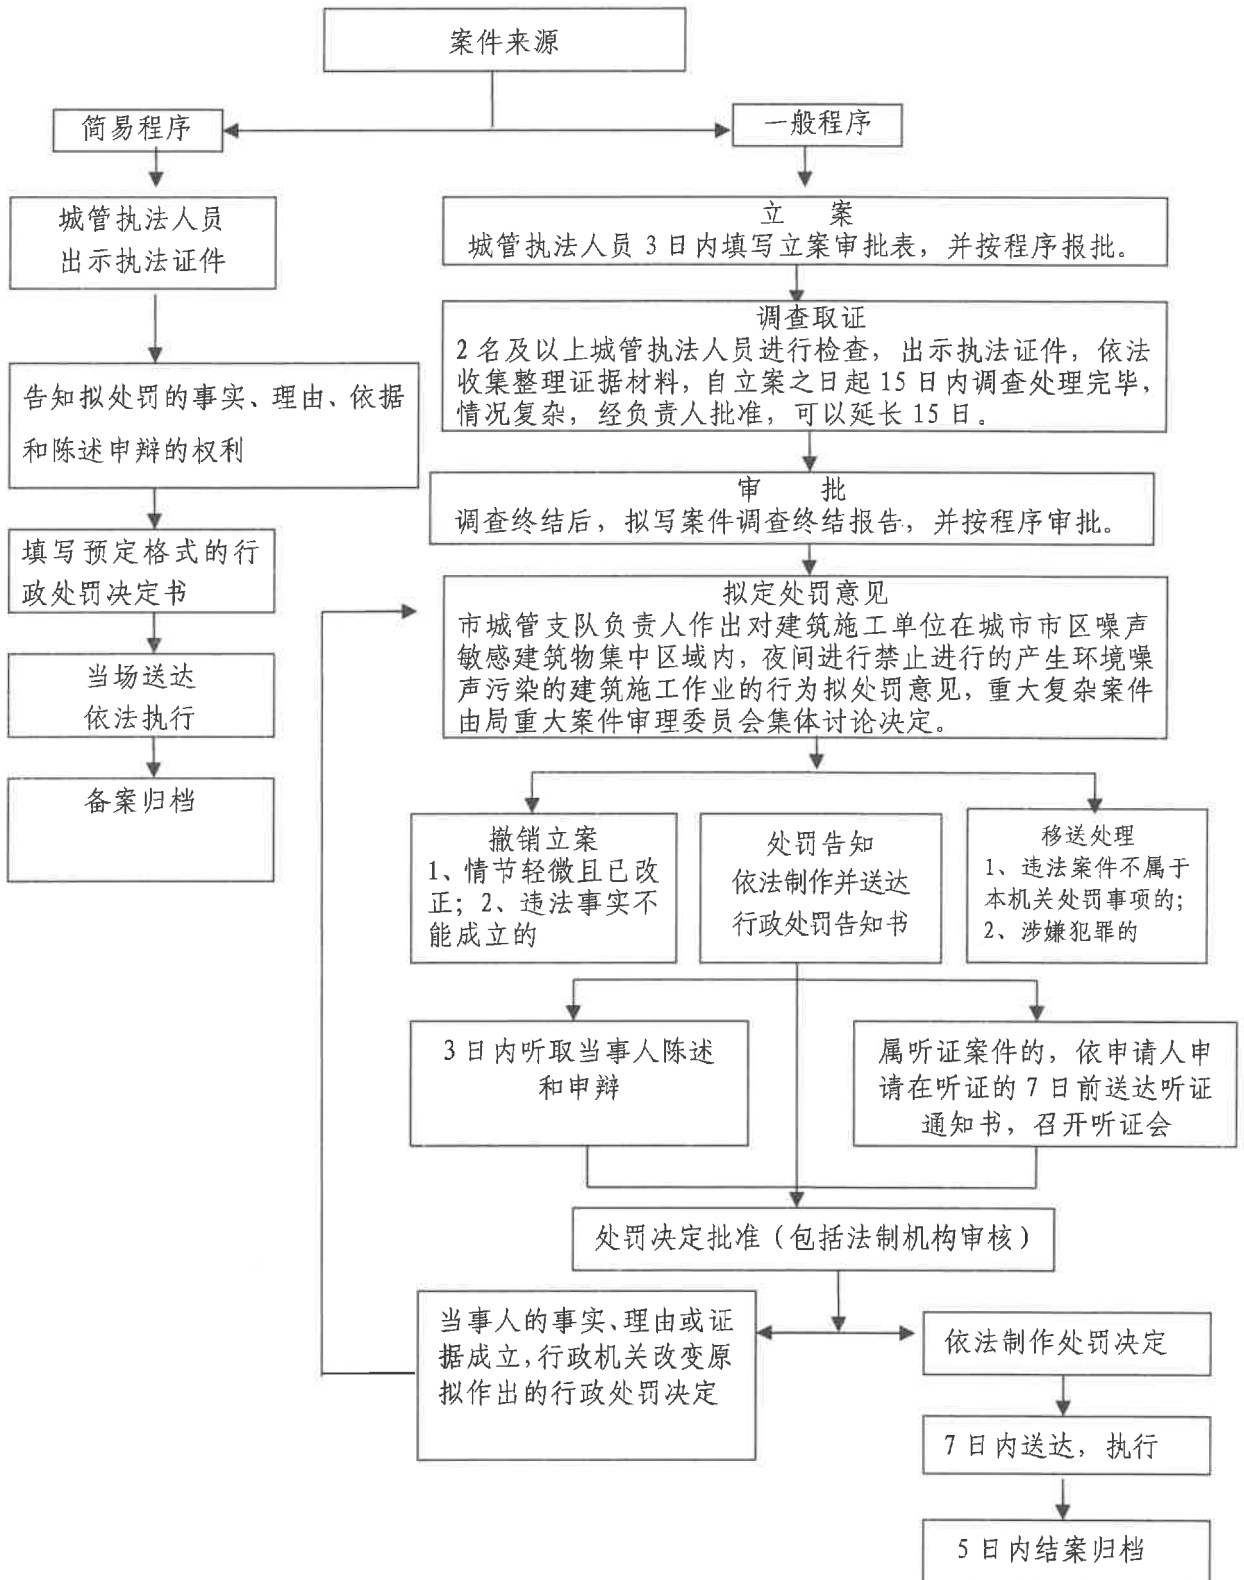 案件来源
简易程序
一般程序
城管执法人员
出示执法证件
告知拟处罚的事实、理由、依据
和陈述申辩的权利
填写预定格式的行
政处罚决定书
当场送达
依法执行
备案归档
立 案
城管执法人员3日内填写立案审批表，并按程序报批。
调查取证
2名及以上城管执法人员进行检查，出示执法证件，依法
收集整理证据材料，自立案之日起15日内调查处理完毕，
情况复杂，经负责人批准，可以延长15日。
审 批
调查终结后，拟写案件调查终结报告，并按程序审批。
拟定处罚意见
市城管支队负责人作出对建筑施工单位在城市市区噪声
敏感建筑物集中区域内，夜间进行禁止进行的产生环境噪
声污染的建筑施工作业的行为拟处罚意见，重大复杂案件
由局重大案件审理委员会集体讨论决定。
撤销立案
1、情节轻微且已改
正；2、违法事实不
能成立的
处罚告知
依法制作并送达
行政处罚告知书
移送处理
1、违法案件不属于
本机关处罚事项的；
2、涉嫌犯罪的
3日内听取当事人陈述
和申辩
属听证案件的，依申请人申
请在听证的7日前送达听证
通知书，召开听证会
处罚决定批准（包括法制机构审核）
当事人的事实、理由或证
据成立，行政机关改变原
拟作出的行政处罚决定
依法制作处罚决定
7日内送达，执行
5日内结案归档